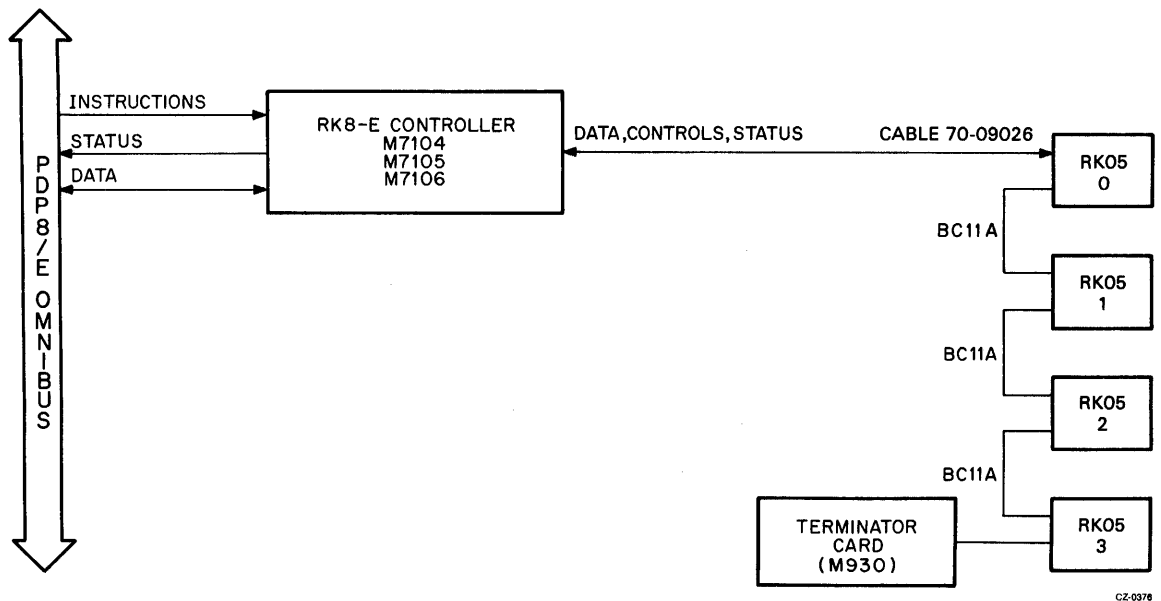 PDP8/E OMNIBUS
INSTRUCTIONS
STATUS
DATA
RK8-E CONTROLLER
M7104
M7105
M7106
DATA,CONTROLS,STATUS
CABLE 70-09026
RK05
0
BC11A
RK05
1
BC11A
RK05
2
BC11A
RK05
3
TERMINATOR
CARD
(M930)
CZ-0376